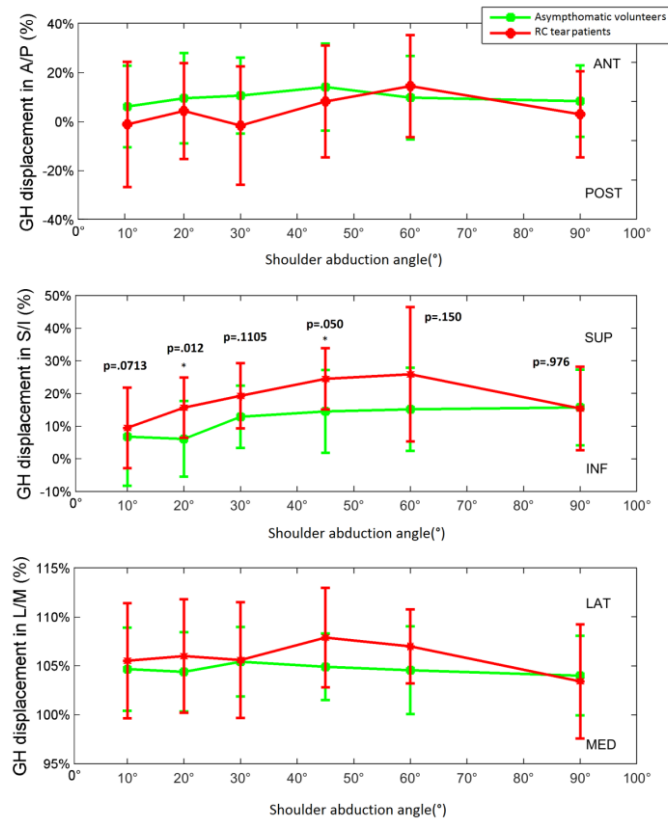 Asympthomatic volunteers
RC tear patients
GH displacement in A/P (%)
40%
20%
0%
-20%
-40%
ANT
POST
0° 10° 20° 30° 40° 50° 60° 70° 80° 90° 100°
Shoulder abduction angle(°)
GH displacement in S/I (%)
50%
40%
30%
20%
10%
0%
-10%
p=.0713
p=.012
*
p=.1105
p=.050
*
p=.150
p=.976
SUP
INF
0° 10° 20° 30° 40° 50° 60° 70° 80° 90° 100°
Shoulder abduction angle(°)
GH displacement in L/M (%)
115%
110%
105%
100%
95%
LAT
MED
0° 10° 20° 30° 40° 50° 60° 70° 80° 90° 100°
Shoulder abduction angle(°)